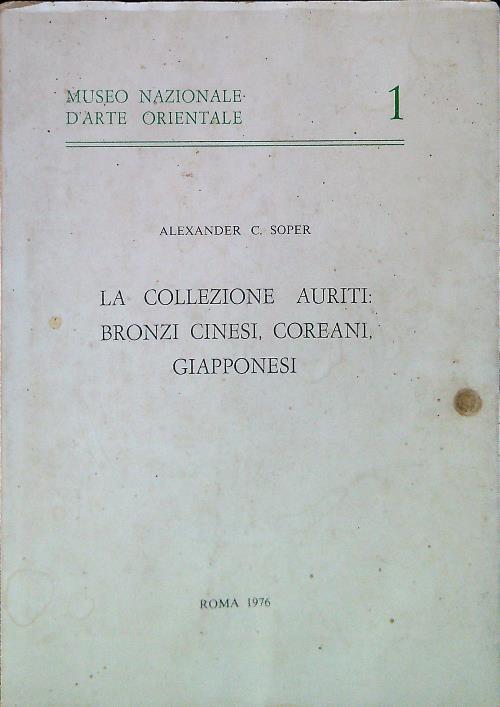 MUSEO NAZIONALE
D'ARTE ORIENTALE
1
ALEXANDER C. SOPER
LA COLLEZIONE AURITI:
BRONZI CINESI, COREANI,
GIAPPONESI
ROMA 1976